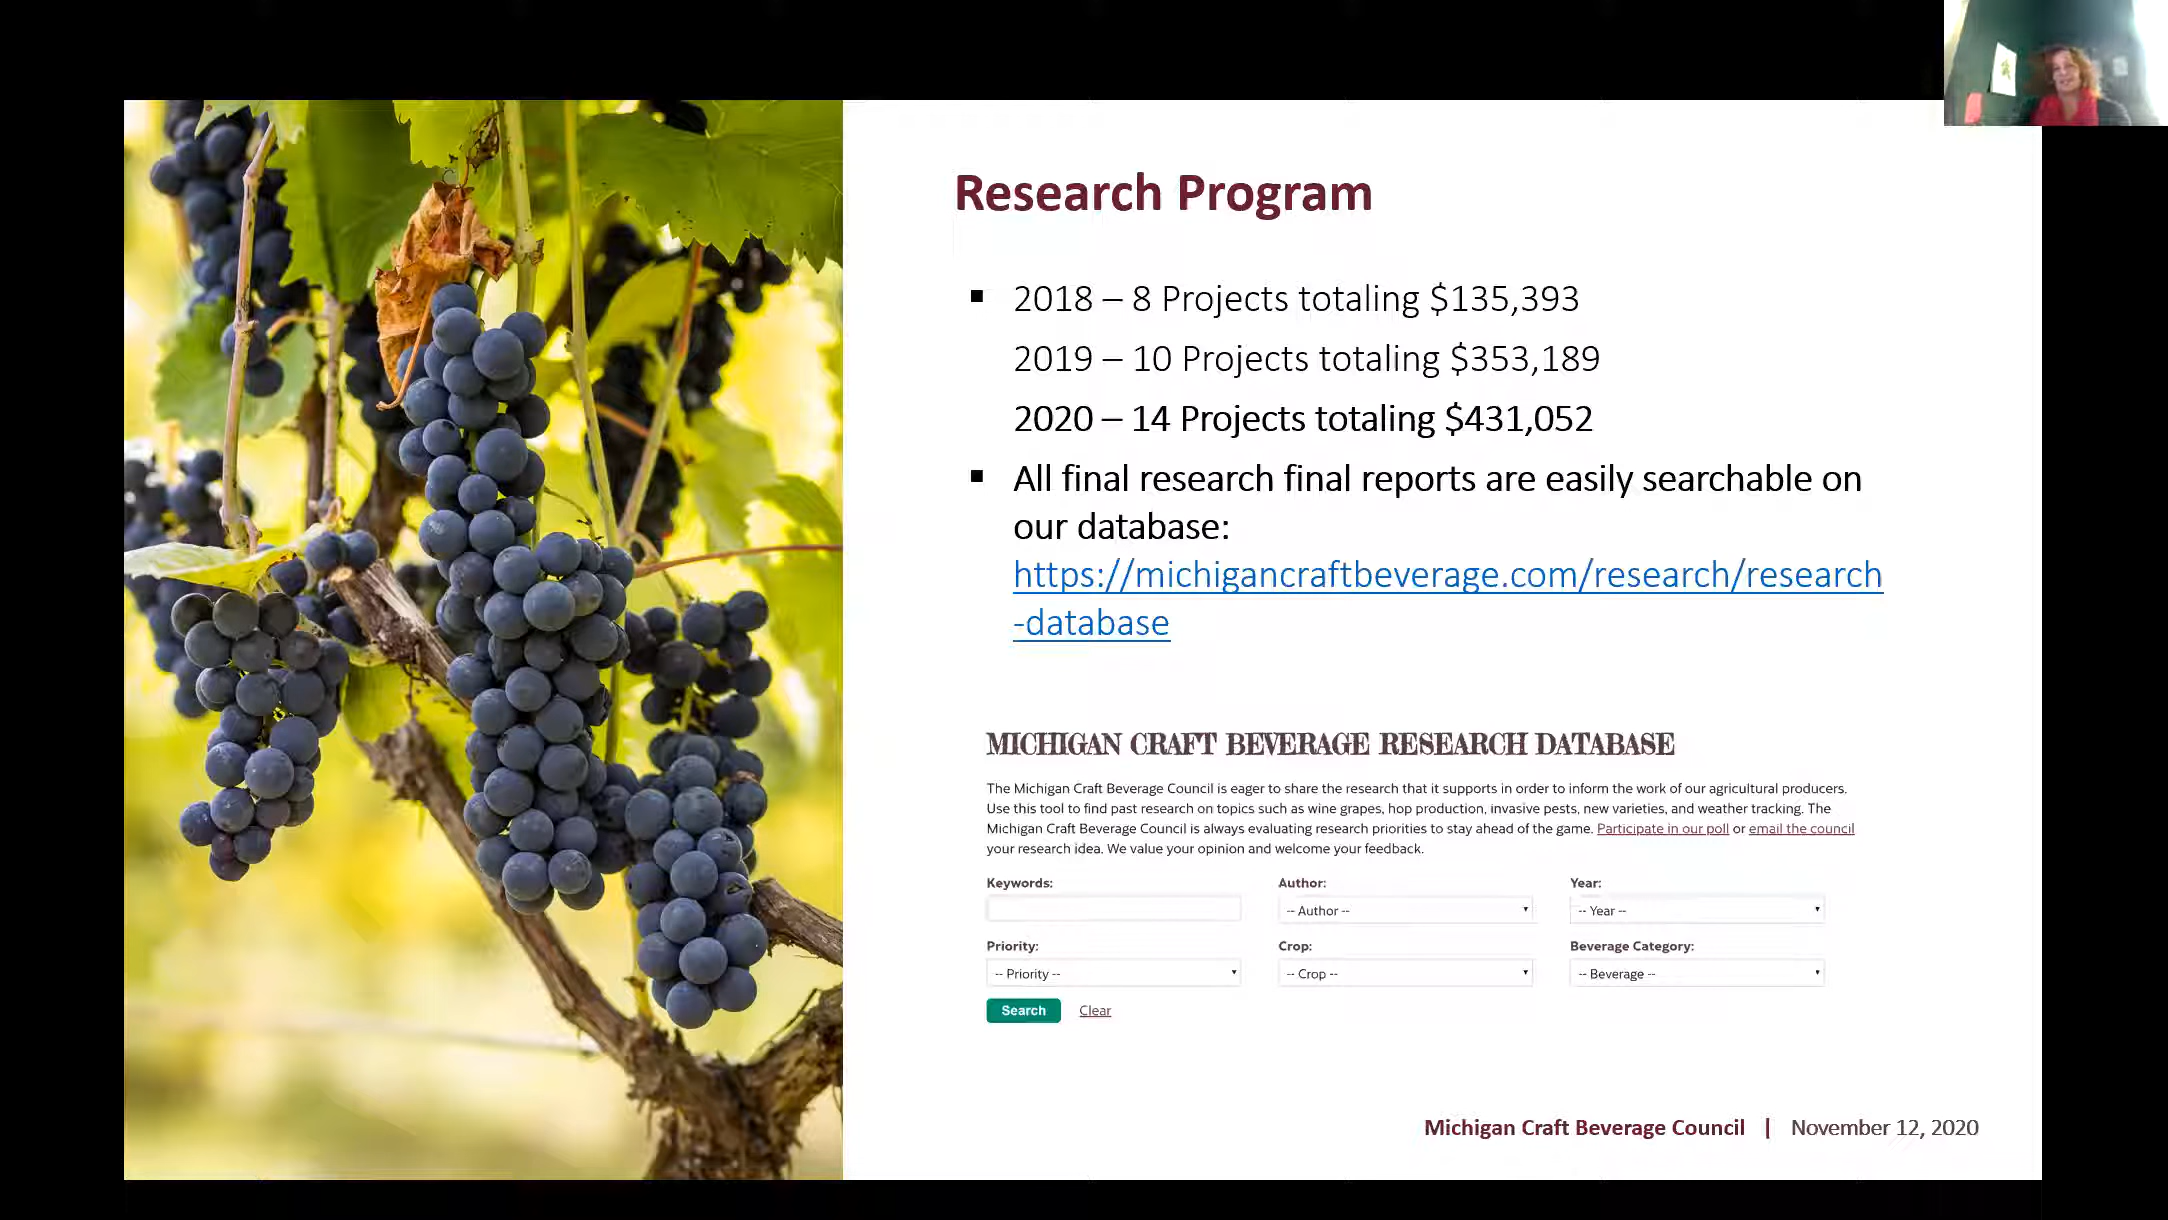 Research Program
▪ 2018 – 8 Projects totaling $135,393
2019 – 10 Projects totaling $353,189
2020 – 14 Projects totaling $431,052
▪ All final research final reports are easily searchable on
our database:
https://michigancraftbeverage.com/research/research
-database
MICHIGAN CRAFT BEVERAGE RESEARCH DATABASE
The Michigan Craft Beverage Council is eager to share the research that it supports in order to inform the work of our agricultural producers.
Use this tool to find past research on topics such as wine grapes, hop production, invasive pests, new varieties, and weather tracking. The
Michigan Craft Beverage Council is always evaluating research priorities to stay ahead of the game. Participate in our poll or email the council
your research idea. We value your opinion and welcome your feedback.
Keywords: Author: Year:
-- Author -- -- Year --
Priority: Crop: Beverage Category:
-- Priority -- -- Crop -- -- Beverage --
Search Clear
Michigan Craft Beverage Council | November 12, 2020